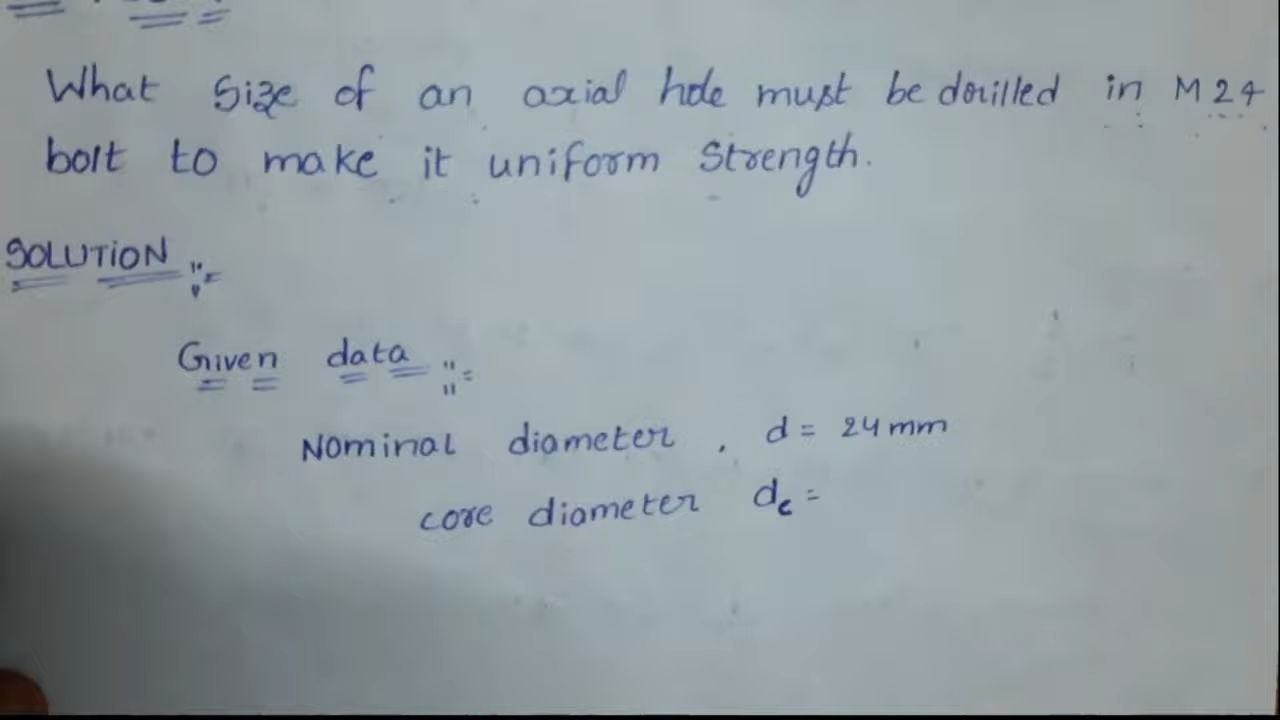 What Size of an axial hole must be drilled in M24
bolt to make it uniform Strength.
SOLUTION :-
Given data :-
Nominal diameter , d = 24mm
core diameter dc =